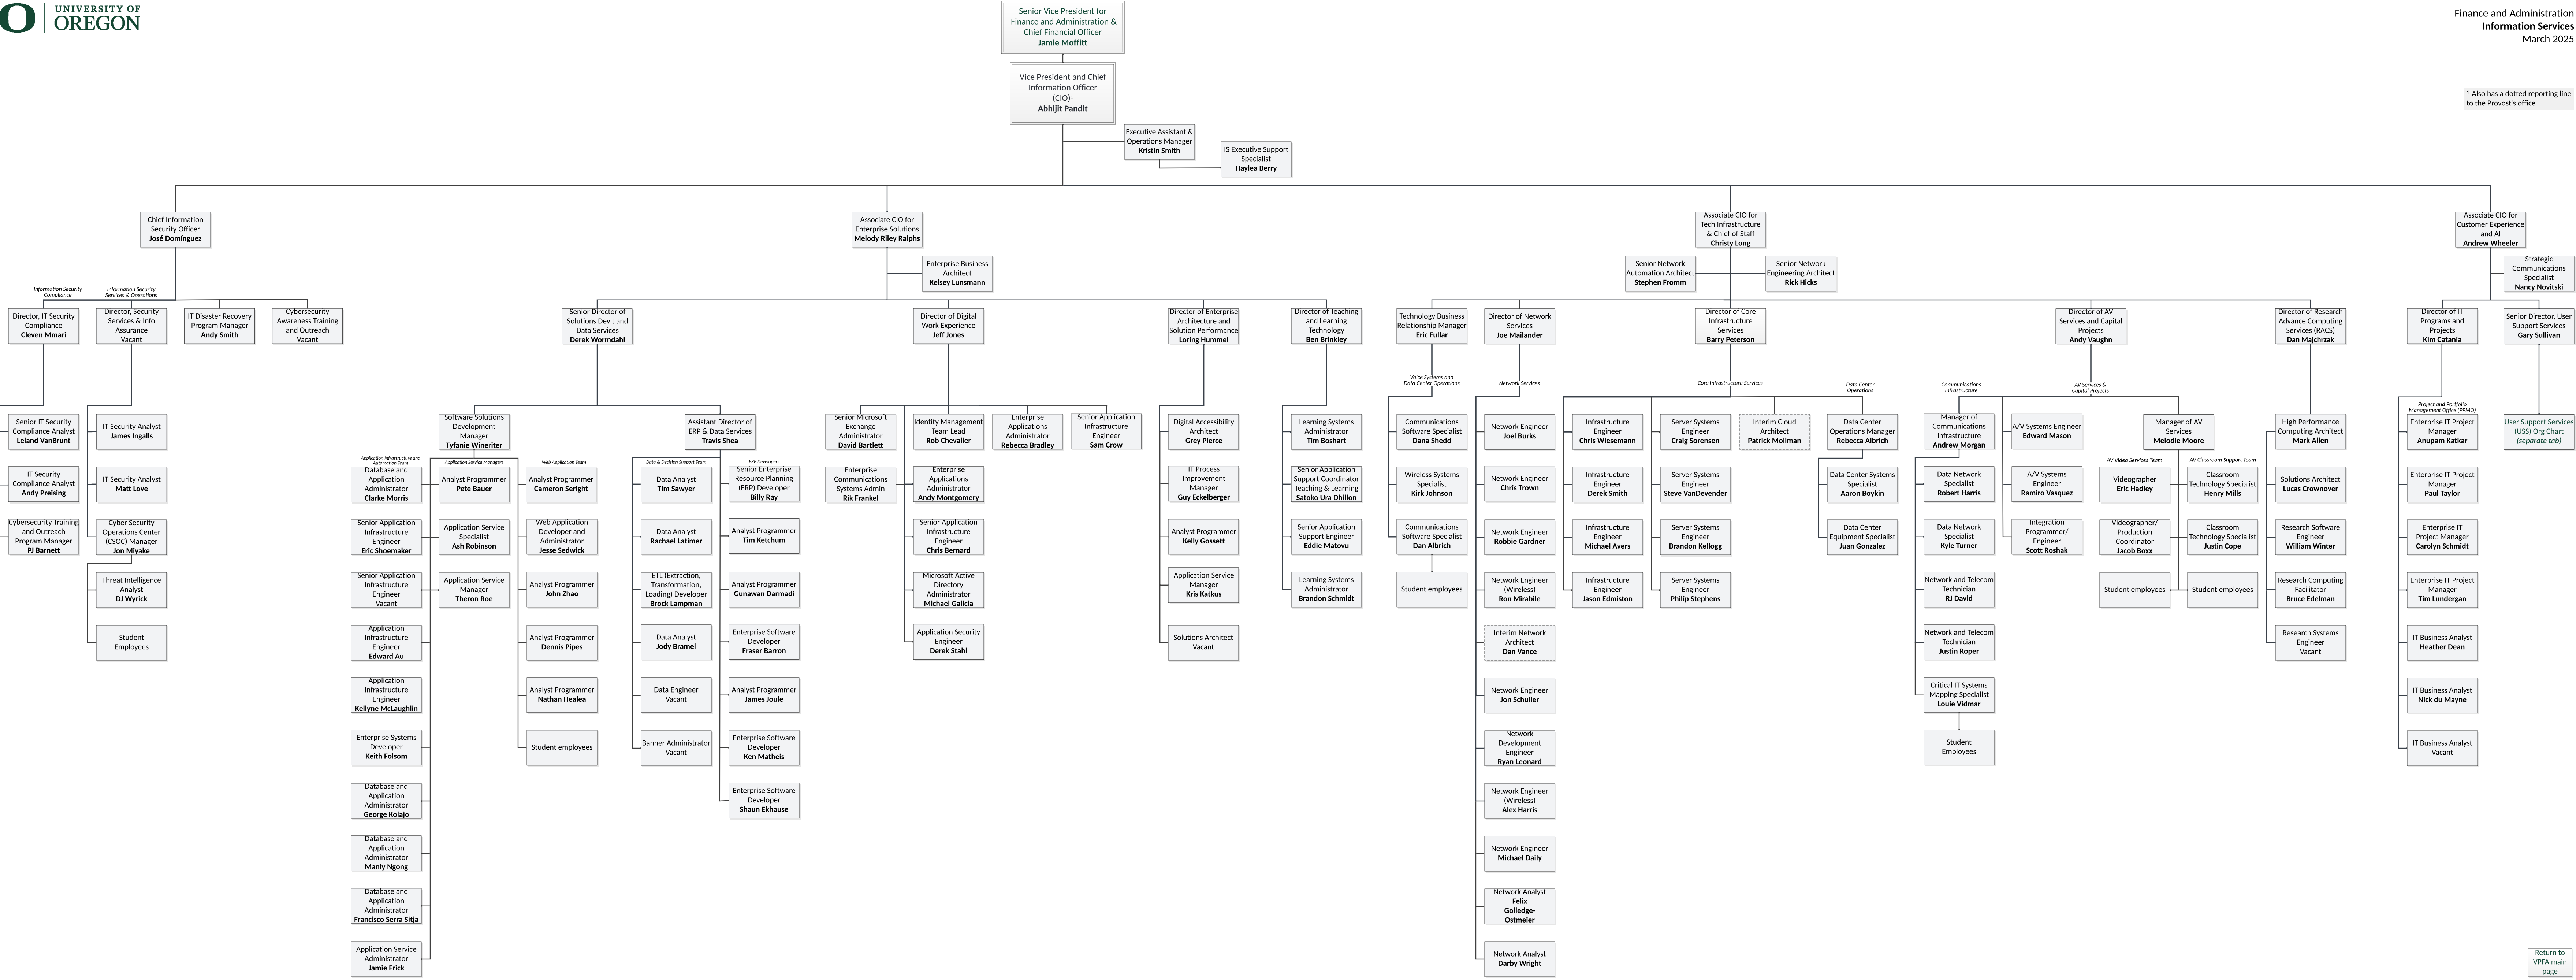 UNIVERSITY OF
OREGON
Senior Vice President for
Finance and Administration &
Chief Financial Officer
Jamie Moffitt
Finance and Administration
Information Services
March 2025
Vice President and Chief
Information Officer
(CIO)¹
Abhijit Pandit
¹ Also has a dotted reporting line
to the Provost's office
Executive Assistant &
Operations Manager
Kristin Smith
IS Executive Support
Specialist
Haylea Berry
Chief Information
Security Officer
José Domínguez
Associate CIO for
Enterprise Solutions
Melody Riley Ralphs
Associate CIO for
Tech Infrastructure
& Chief of Staff
Christy Long
Associate CIO for
Customer Experience
and AI
Andrew Wheeler
Enterprise Business
Architect
Kelsey Lunsmann
Senior Network
Automation Architect
Stephen Fromm
Senior Network
Engineering Architect
Rick Hicks
Strategic
Communications
Specialist
Nancy Novitski
Information Security
Compliance
Information Security
Services & Operations
Director, IT Security
Compliance
Cleven Mmari
Director, Security
Services & Info
Assurance
Vacant
IT Disaster Recovery
Program Manager
Andy Smith
Cybersecurity
Awareness Training
and Outreach
Vacant
Senior Director of
Solutions Dev't and
Data Services
Derek Wormdahl
Director of Digital
Work Experience
Jeff Jones
Director of Enterprise
Architecture and
Solution Performance
Loring Hummel
Director of Teaching
and Learning
Technology
Ben Brinkley
Technology Business
Relationship Manager
Eric Fullar
Director of Network
Services
Joe Mailander
Director of Core
Infrastructure
Services
Barry Peterson
Director of AV
Services and Capital
Projects
Andy Vaughn
Director of Research
Advance Computing
Services (RACS)
Dan Majchrzak
Director of IT
Programs and
Projects
Kim Catania
Senior Director, User
Support Services
Gary Sullivan
Voice Systems and
Data Center Operations
Network Services
Core Infrastructure Services
Data Center
Operations
Communications
Infrastructure
AV Services &
Capital Projects
Project and Portfolio
Management Office (PPMO)
Senior IT Security
Compliance Analyst
Leland VanBrunt
IT Security Analyst
James Ingalls
Software Solutions
Development
Manager
Tyfanie Wineriter
Assistant Director of
ERP & Data Services
Travis Shea
Senior Microsoft
Exchange
Administrator
David Bartlett
Identity Management
Team Lead
Rob Chevalier
Enterprise
Applications
Administrator
Rebecca Bradley
Senior Application
Infrastructure
Engineer
Sam Crow
Digital Accessibility
Architect
Grey Pierce
Learning Systems
Administrator
Tim Boshart
Communications
Software Specialist
Dana Shedd
Network Engineer
Joel Burks
Infrastructure
Engineer
Chris Wiesemann
Server Systems
Engineer
Craig Sorensen
Interim Cloud
Architect
Patrick Mollman
Data Center
Operations Manager
Rebecca Albrich
Manager of
Communications
Infrastructure
Andrew Morgan
A/V Systems Engineer
Edward Mason
Manager of AV
Services
Melodie Moore
High Performance
Computing Architect
Mark Allen
Enterprise IT Project
Manager
Anupam Katkar
User Support Services
(USS) Org Chart
(separate tab)
Application Infrastructure and
Automation Team
Application Service Managers
Web Application Team
Data & Decision Support Team
ERP Developers
AV Video Services Team
AV Classroom Support Team
IT Security
Compliance Analyst
Andy Preising
IT Security Analyst
Matt Love
Database and
Application
Administrator
Clarke Morris
Analyst Programmer
Pete Bauer
Analyst Programmer
Cameron Seright
Data Analyst
Tim Sawyer
Senior Enterprise
Resource Planning
(ERP) Developer
Billy Ray
Enterprise
Communications
Systems Admin
Rik Frankel
Enterprise
Applications
Administrator
Andy Montgomery
IT Process
Improvement
Manager
Guy Eckelberger
Senior Application
Support Coordinator
Teaching & Learning
Satoko Ura Dhillon
Wireless Systems
Specialist
Kirk Johnson
Network Engineer
Chris Trown
Infrastructure
Engineer
Derek Smith
Server Systems
Engineer
Steve VanDevender
Data Center Systems
Specialist
Aaron Boykin
Data Network
Specialist
Robert Harris
A/V Systems
Engineer
Ramiro Vasquez
Videographer
Eric Hadley
Classroom
Technology Specialist
Henry Mills
Solutions Architect
Lucas Crownover
Enterprise IT Project
Manager
Paul Taylor
Cybersecurity Training
and Outreach
Program Manager
PJ Barnett
Cyber Security
Operations Center
(CSOC) Manager
Jon Miyake
Senior Application
Infrastructure
Engineer
Eric Shoemaker
Application Service
Specialist
Ash Robinson
Web Application
Developer and
Administrator
Jesse Sedwick
Data Analyst
Rachael Latimer
Analyst Programmer
Tim Ketchum
Senior Application
Infrastructure
Engineer
Chris Bernard
Analyst Programmer
Kelly Gossett
Senior Application
Support Engineer
Eddie Matovu
Communications
Software Specialist
Dan Albrich
Network Engineer
Robbie Gardner
Infrastructure
Engineer
Michael Avers
Server Systems
Engineer
Brandon Kellogg
Data Center
Equipment Specialist
Juan Gonzalez
Data Network
Specialist
Kyle Turner
Integration
Programmer/
Engineer
Scott Roshak
Videographer/
Production
Coordinator
Jacob Boxx
Classroom
Technology Specialist
Justin Cope
Research Software
Engineer
William Winter
Enterprise IT
Project Manager
Carolyn Schmidt
Threat Intelligence
Analyst
DJ Wyrick
Senior Application
Infrastructure
Engineer
Vacant
Application Service
Manager
Theron Roe
Analyst Programmer
John Zhao
ETL (Extraction,
Transformation,
Loading) Developer
Brock Lampman
Analyst Programmer
Gunawan Darmadi
Microsoft Active
Directory
Administrator
Michael Galicia
Application Service
Manager
Kris Katkus
Learning Systems
Administrator
Brandon Schmidt
Student employees
Network Engineer
(Wireless)
Ron Mirabile
Infrastructure
Engineer
Jason Edmiston
Server Systems
Engineer
Philip Stephens
Network and Telecom
Technician
RJ David
Student employees
Student employees
Research Computing
Facilitator
Bruce Edelman
Enterprise IT Project
Manager
Tim Lundergan
Student
Employees
Application
Infrastructure
Engineer
Edward Au
Analyst Programmer
Dennis Pipes
Data Analyst
Jody Bramel
Enterprise Software
Developer
Fraser Barron
Application Security
Engineer
Derek Stahl
Solutions Architect
Vacant
Interim Network
Architect
Dan Vance
Network and Telecom
Technician
Justin Roper
Research Systems
Engineer
Vacant
IT Business Analyst
Heather Dean
Application
Infrastructure
Engineer
Kellyne McLaughlin
Analyst Programmer
Nathan Healea
Data Engineer
Vacant
Analyst Programmer
James Joule
Network Engineer
Jon Schuller
Critical IT Systems
Mapping Specialist
Louie Vidmar
IT Business Analyst
Nick du Mayne
Enterprise Systems
Developer
Keith Folsom
Student employees
Banner Administrator
Vacant
Enterprise Software
Developer
Ken Matheis
Network
Development
Engineer
Ryan Leonard
Student
Employees
IT Business Analyst
Vacant
Database and
Application
Administrator
George Kolajo
Enterprise Software
Developer
Shaun Ekhause
Network Engineer
(Wireless)
Alex Harris
Database and
Application
Administrator
Manly Ngong
Network Engineer
Michael Daily
Database and
Application
Administrator
Francisco Serra Sitja
Network Analyst
Felix
Golledge-
Ostmeier
Application Service
Administrator
Jamie Frick
Network Analyst
Darby Wright
Return to
VPFA main
page